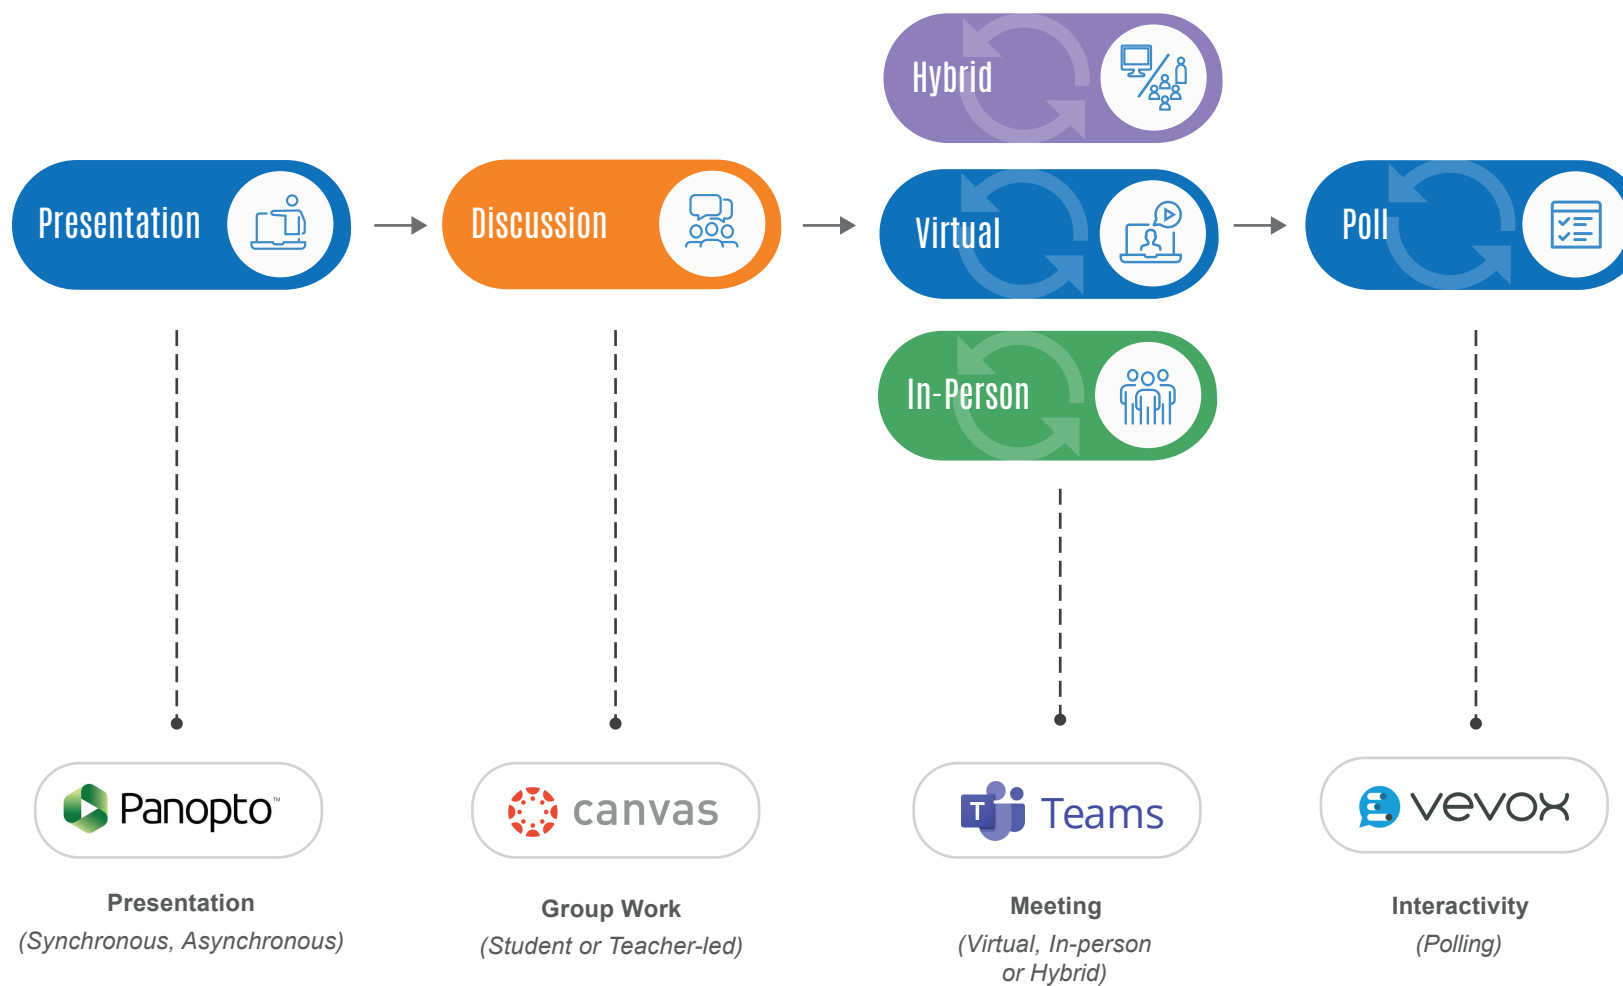 Hybrid
Presentation
Discussion
Virtual
Poll
In-Person
Panopto™
canvas
T Teams
vevox
Presentation
(Synchronous, Asynchronous)
Group Work
(Student or Teacher-led)
Meeting
(Virtual, In-person
or Hybrid)
Interactivity
(Polling)